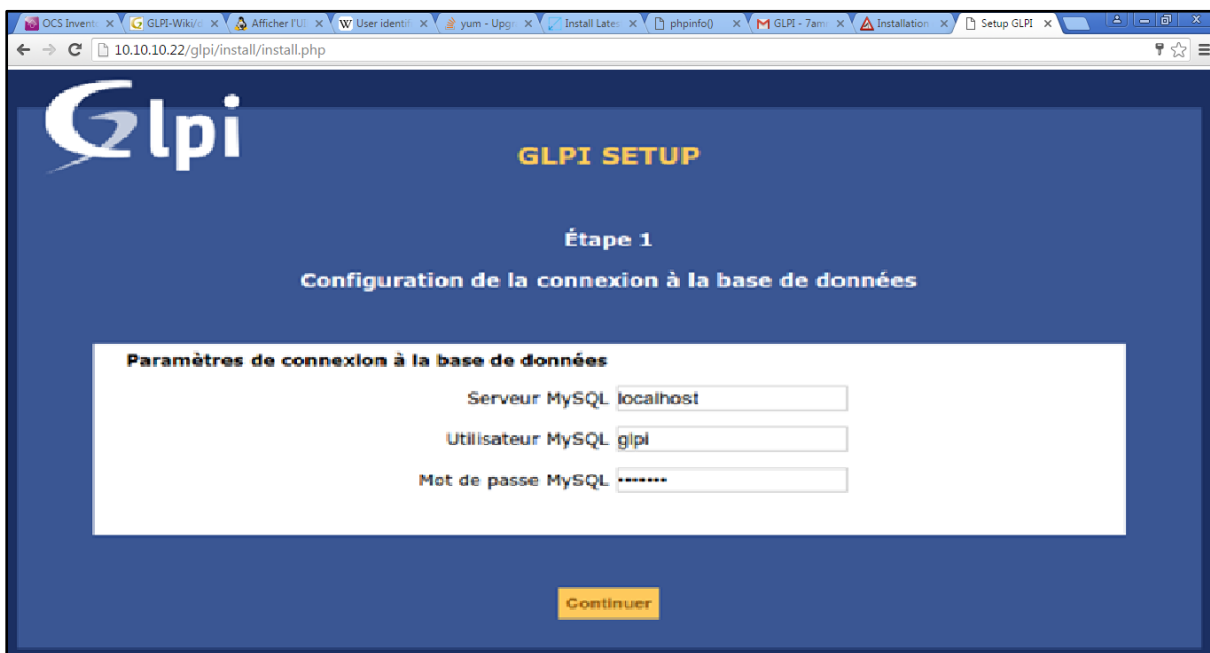 OCS Invent
GLPI-Wiki/
Afficher l'UI
User identifi
yum - Upgr
Install Lates
phpinfo()
GLPI - 7am
Installation
Setup GLPI
10.10.10.22/glpi/install/install.php
Glpi
GLPI SETUP
Étape 1
Configuration de la connexion à la base de données
Paramètres de connexion à la base de données
Serveur MySQL localhost
Utilisateur MySQL glpi
Mot de passe MySQL •••••••
Continuer